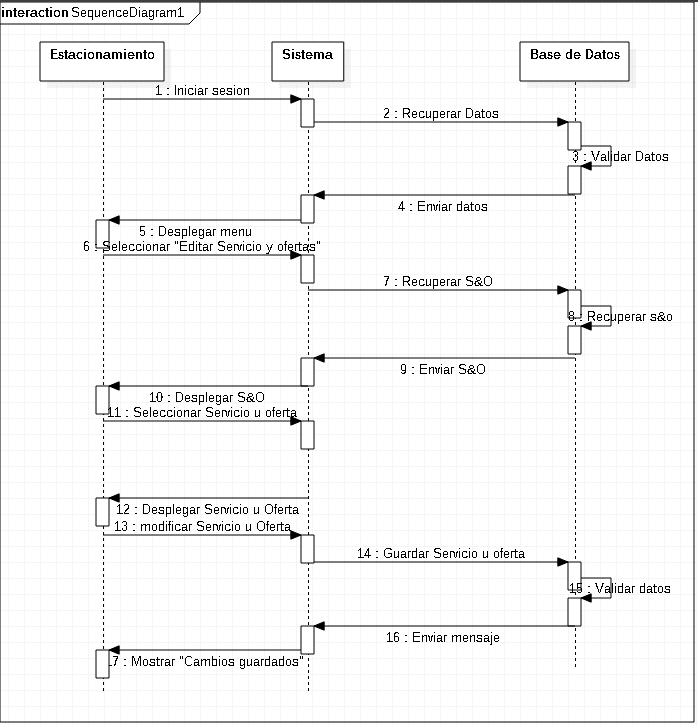 interaction SequenceDiagram1
Estacionamiento
Sistema
Base de Datos
1 : Iniciar sesion
2 : Recuperar Datos
3 : Validar Datos
4 : Enviar datos
5 : Desplegar menu
6 : Seleccionar "Editar Servicio y ofertas"
7 : Recuperar S&O
8 : Recuperar s&o
9 : Enviar S&O
10 : Desplegar S&O
11 : Seleccionar Servicio u oferta
12 : Desplegar Servicio u Oferta
13 : modificar Servicio u Oferta
14 : Guardar Servicio u oferta
15 : Validar datos
16 : Enviar mensaje
17 : Mostrar "Cambios guardados"